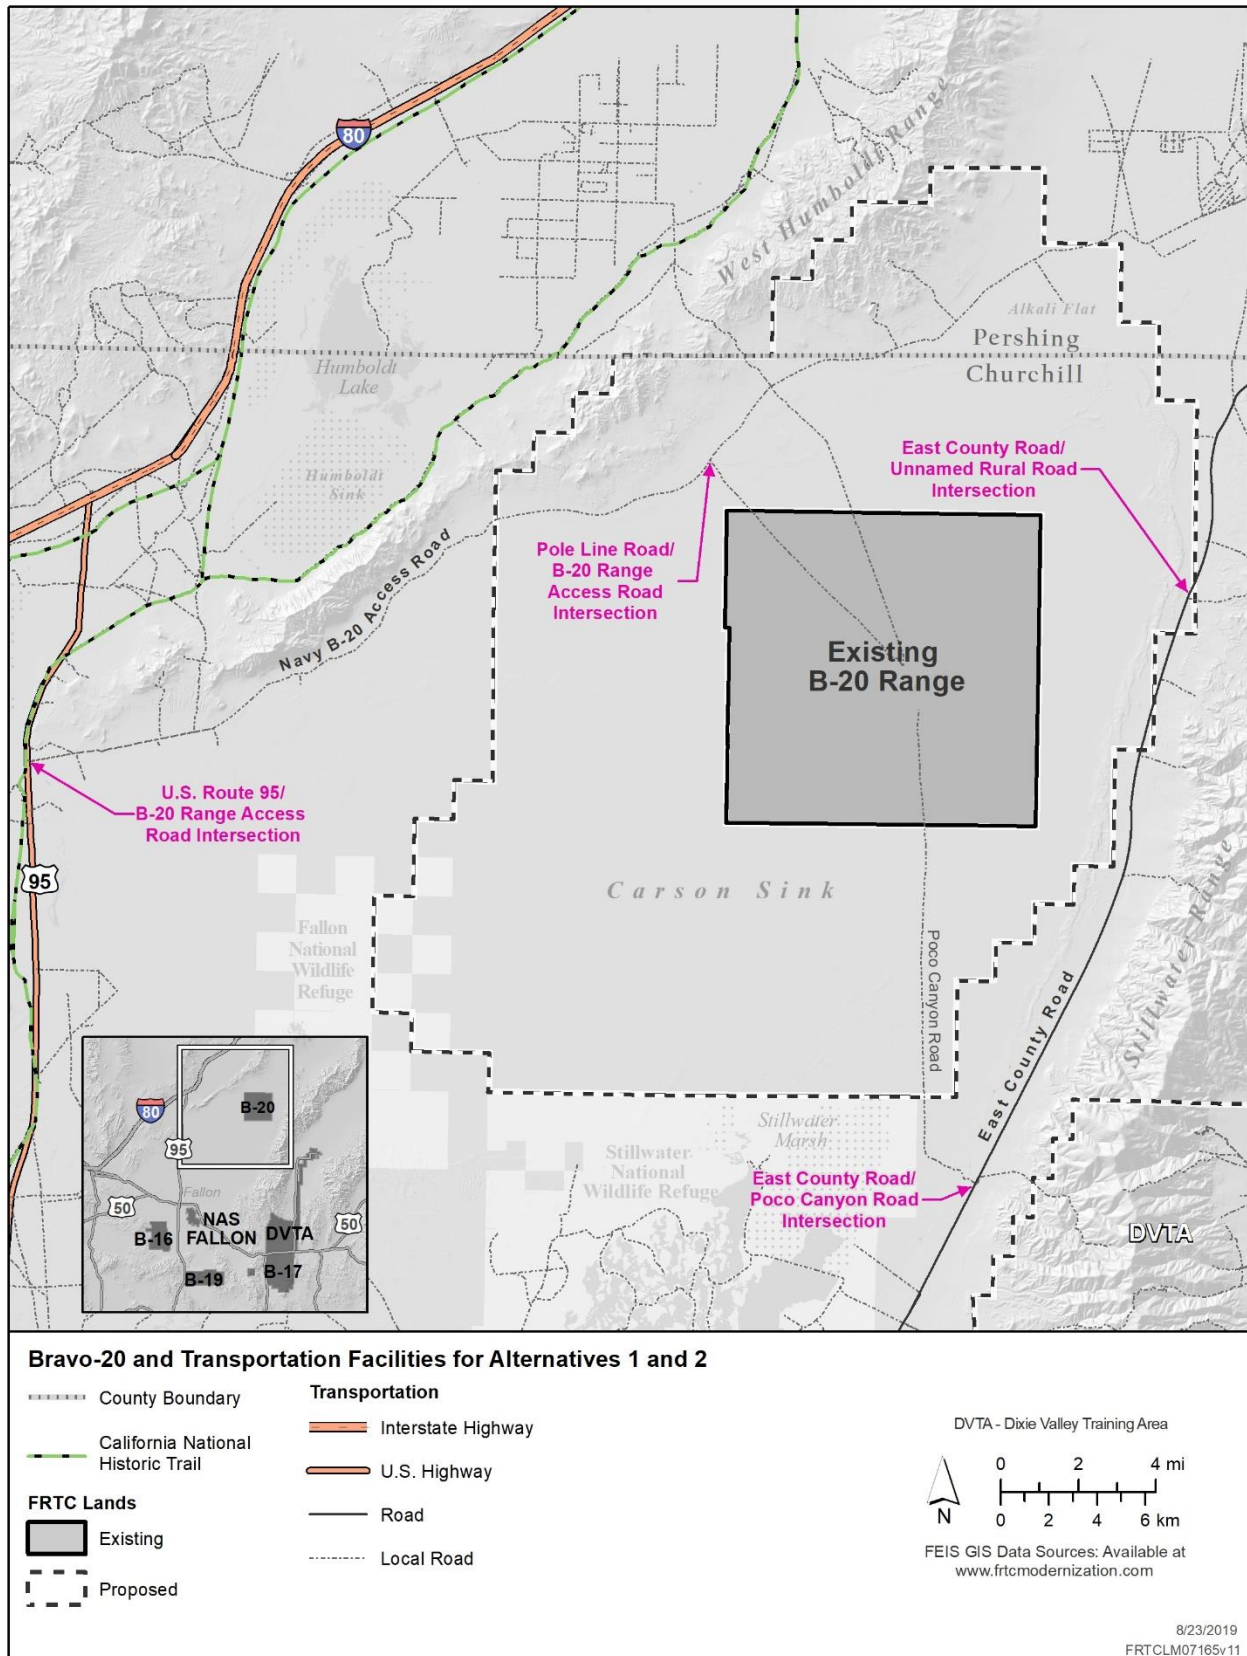 80
West Humboldt Range
Alkali Flat
Pershing
Churchill
Humboldt
Lake
Humboldt
Sink
East County Road/
Unnamed Rural Road
Intersection
Pole Line Road/
B-20 Range
Access Road
Intersection
Navy B-20 Access Road
Existing
B-20 Range
U.S. Route 95/
B-20 Range Access
Road Intersection
95
Carson Sink
Fallon
National
Wildlife
Refuge
Poco Canyon Road
East County Road
Stillwater Range
Stillwater
Marsh
Stillwater
National
Wildlife Refuge
East County Road/
Poco Canyon Road
Intersection
DVTA
80
B-20
95
Fallon
50
NAS
FALLON
B-16
DVTA
50
B-19
B-17
Bravo-20 and Transportation Facilities for Alternatives 1 and 2
County Boundary
California National
Historic Trail
FRTC Lands
Existing
Proposed
Transportation
Interstate Highway
U.S. Highway
Road
Local Road
DVTA - Dixie Valley Training Area
N
0 2 4 mi
0 2 4 6 km
FEIS GIS Data Sources: Available at
www.frtcmodernization.com
8/23/2019
FRTCLM07165v11